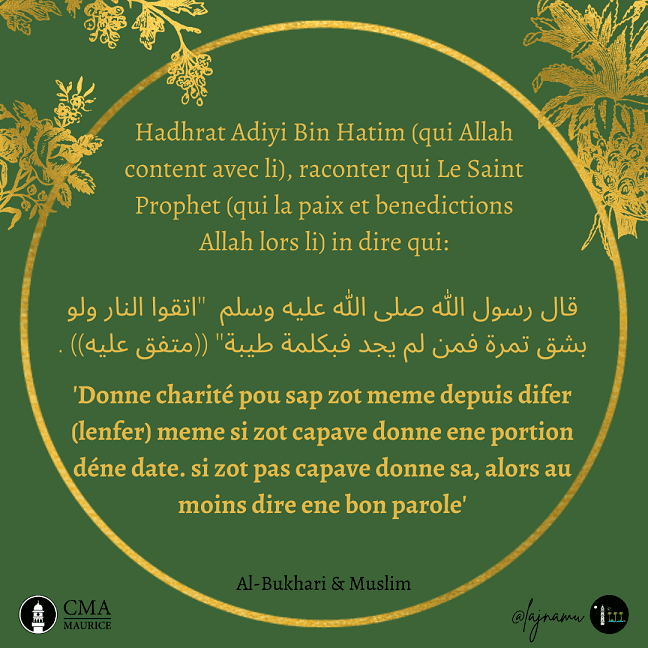 Hadhrat Adiyi Bin Hatim (qui Allah
content avec li), raconter qui Le Saint
Prophet (qui la paix et benedictions
Allah lors li) in dire qui:
قال رسول الله صلى الله عليه وسلم "اتقوا النار ولو
بشق تمرة فمن لم يجد فبكلمة طيبة" ((متفق عليه)) .
'Donne charité pou sap zot meme depuis difer
(lenfer) meme si zot capave donne ene portion
déne date. si zot pas capave donne sa, alors au
moins dire ene bon parole'
Al-Bukhari & Muslim
CMA
MAURICE
@lajnamu